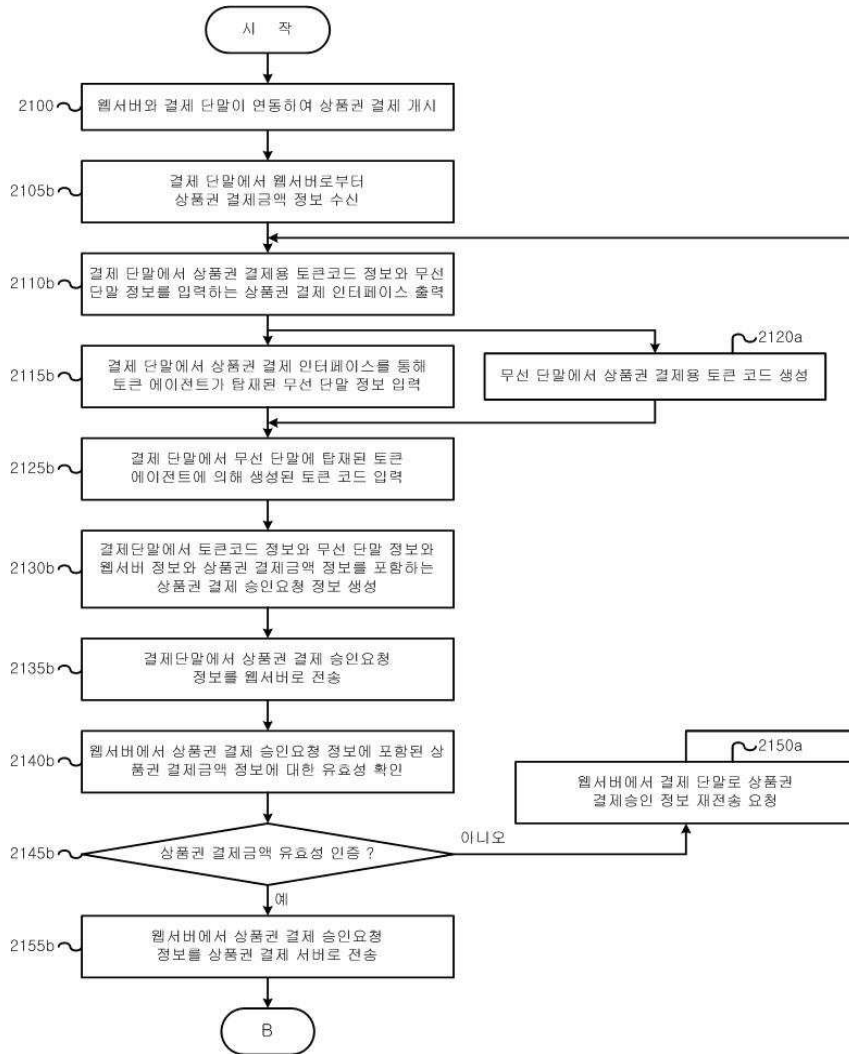 시 작
2100
웹서버와 결제 단말이 연동하여 상품권 결제 개시
2105b
결제 단말에서 웹서버로부터
상품권 결제금액 정보 수신
2110b
결제 단말에서 상품권 결제용 토큰코드 정보와 무선
단말 정보를 입력하는 상품권 결제 인터페이스 출력
2115b
결제 단말에서 상품권 결제 인터페이스를 통해
토큰 에이젼트가 탑재된 무선 단말 정보 입력
2120a
무선 단말에서 상품권 결제용 토큰 코드 생성
2125b
결제 단말에서 무선 단말에 탑재된 토큰
에이젼트에 의해 생성된 토큰 코드 입력
2130b
결제단말에서 토큰코드 정보와 무선 단말 정보와
웹서버 정보와 상품권 결제금액 정보를 포함하는
상품권 결제 승인요청 정보 생성
2135b
결제단말에서 상품권 결제 승인요청
정보를 웹서버로 전송
2140b
웹서버에서 상품권 결제 승인요청 정보에 포함된 상
품권 결제금액 정보에 대한 유효성 확인
2150a
웹서버에서 결제 단말로 상품권
결제승인 정보 재전송 요청
2145b
상품권 결제금액 유효성 인증 ?
아니오
예
2155b
웹서버에서 상품권 결제 승인요청
정보를 상품권 결제 서버로 전송
B